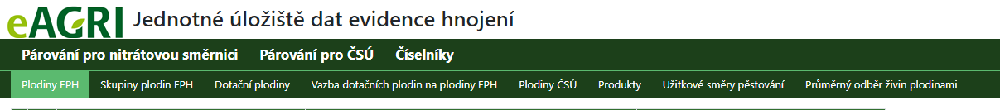 eAGRI Jednotné úložiště dat evidence hnojení
Párování pro nitrátovou směrnici Párování pro ČSÚ Číselníky
Plodiny EPH Skupiny plodin EPH Dotační plodiny Vazba dotačních plodin na plodiny EPH Plodiny ČSÚ Produkty Užitkové směry pěstování Průměrný odběr živin plodinami